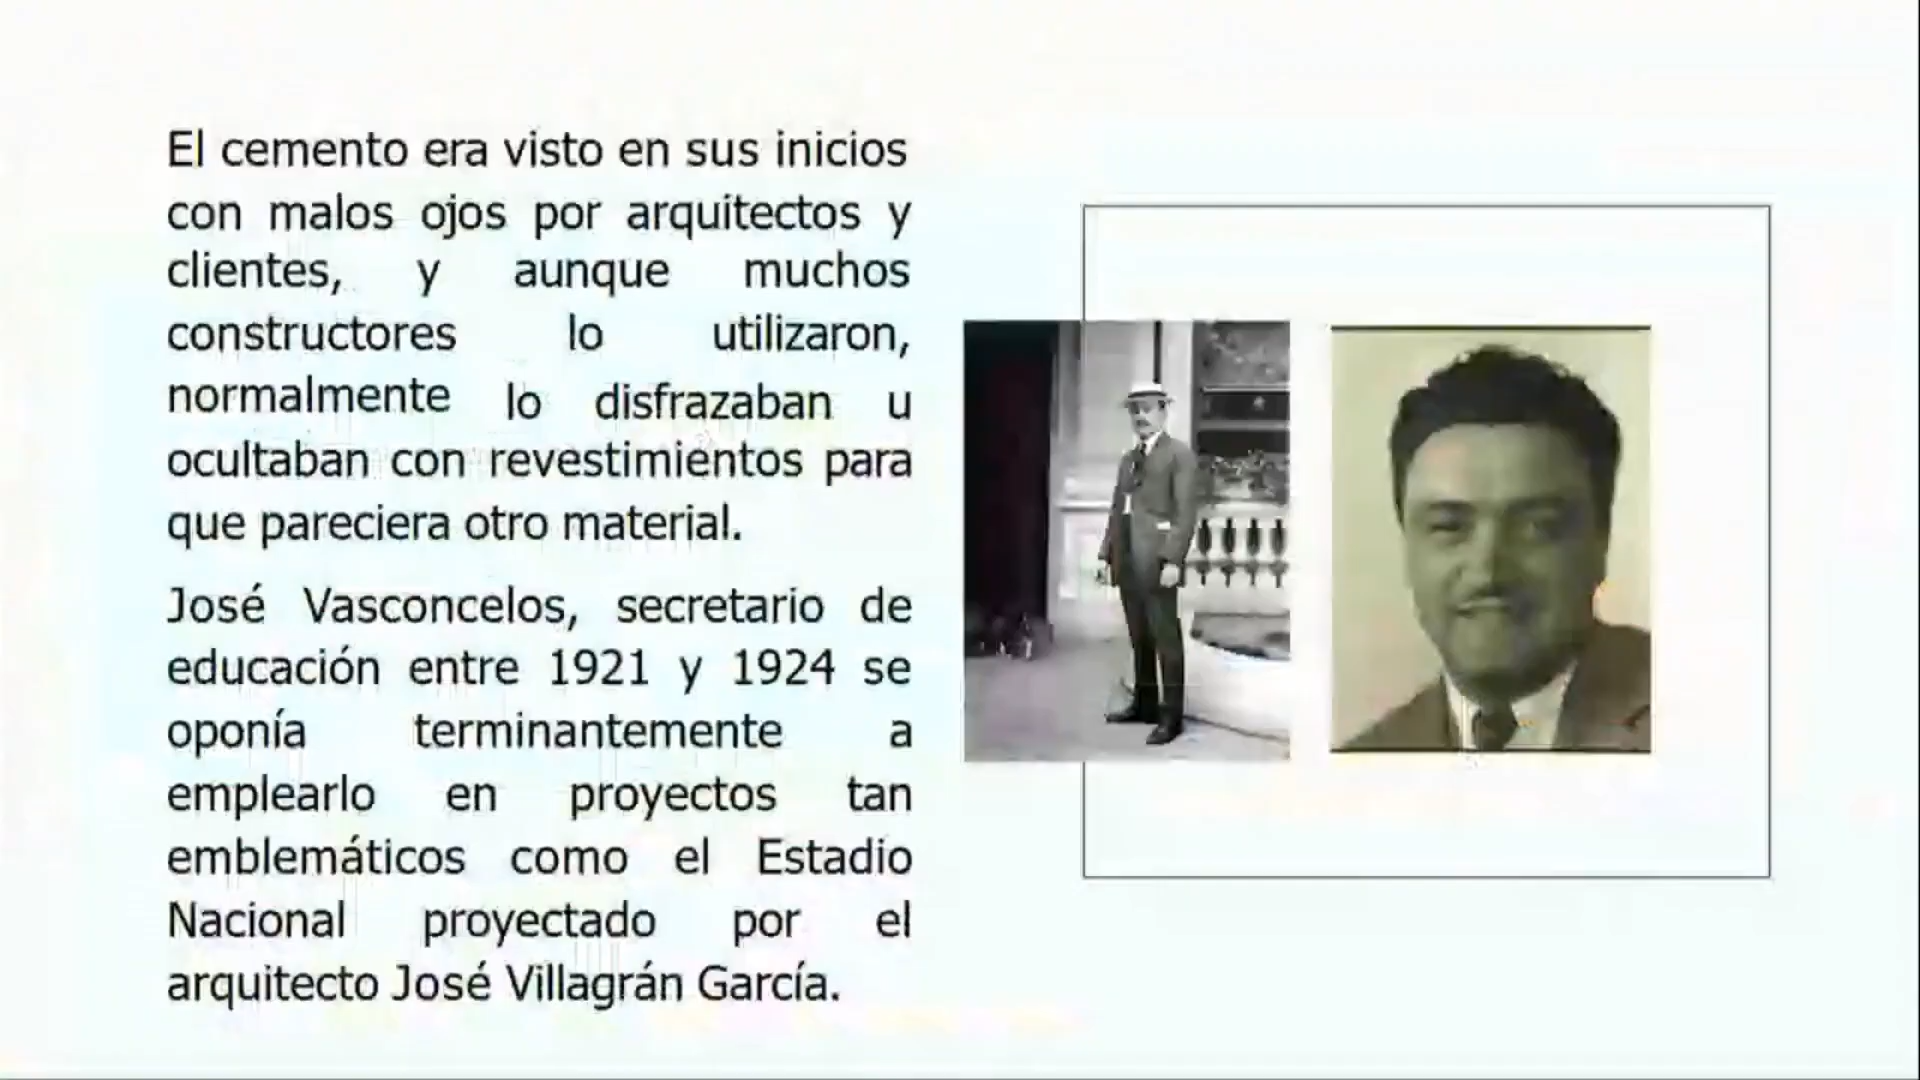 El cemento era visto en sus inicios
con malos ojos por arquitectos y
clientes, y aunque muchos
constructores lo utilizaron,
normalmente lo disfrazaban u
ocultaban con revestimientos para
que pareciera otro material.
José Vasconcelos, secretario de
educación entre 1921 y 1924 se
oponía terminantemente a
emplearlo en proyectos tan
emblemáticos como el Estadio
Nacional proyectado por el
arquitecto José Villagrán García.